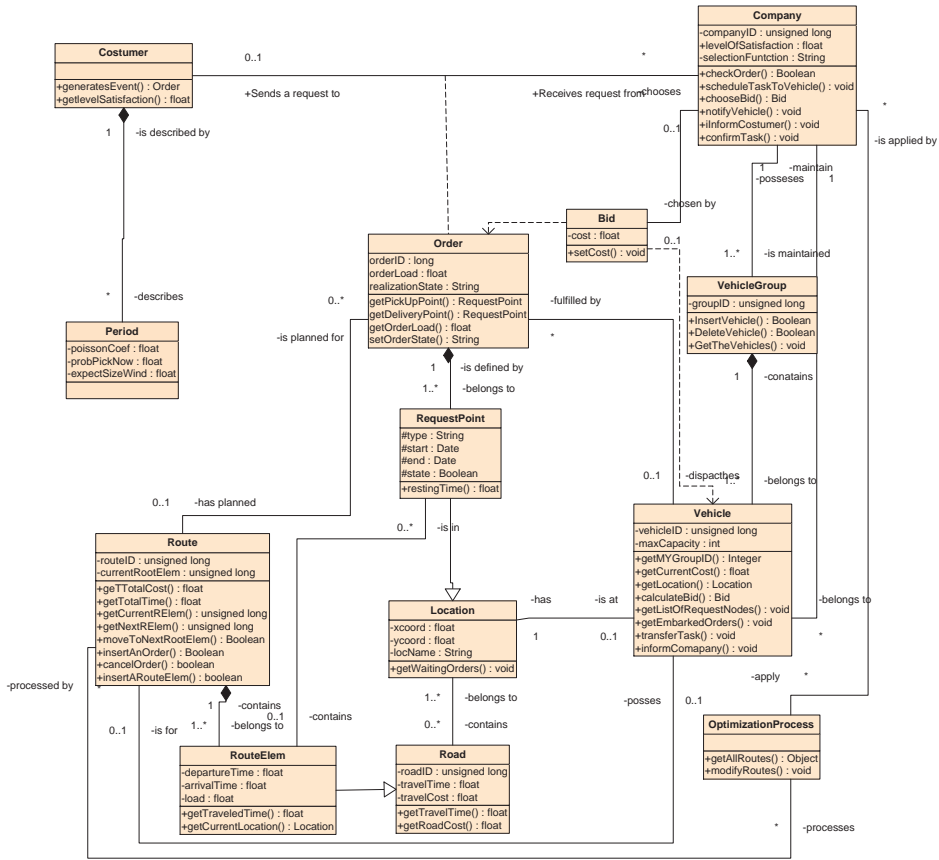 Company
-companyID : unsigned long
+levelOfSatisfaction : float
-selectionFuntction : String
+checkOrder() : Boolean
+scheduleTaskToVehicle() : void
+chooseBid() : Bid
+notifyVehicle() : void
+iInformCostumer() : void
+confirmTask() : void
Costumer
+generatesEvent() : Order
+getlevelSatisfaction() : float
0..1
*
+Sends a request to
+Receives request from
-chooses
0..1
*
-is applied by
1
-is described by
1
-maintain
-posseses
1
-chosen by
Bid
-cost : float
+setCost() : void
0..1
1..*
-is maintained
Order
orderID : long
orderLoad : float
realizationState : String
getPickUpPoint() : RequestPoint
getDeliveryPoint() : RequestPoint
getOrderLoad() : float
setOrderState() : String
VehicleGroup
-groupID : unsigned long
+InsertVehicle() : Boolean
+DeleteVehicle() : Boolean
+GetTheVehicles() : void
*
-describes
0..*
-fulfilled by
*
-is planned for
Period
-poissonCoef : float
-probPickNow : float
-expectSizeWind : float
1
-is defined by
1..*
-belongs to
1
-conatains
RequestPoint
#type : String
#start : Date
#end : Date
#state : Boolean
+restingTime() : float
0..1
-dispacthes
1..*
-belongs to
0..1
-has planned
0..*
-is in
Vehicle
-vehicleID : unsigned long
-maxCapacity : int
+getMYGroupID() : Integer
+getCurrentCost() : float
+getLocation() : Location
+calculateBid() : Bid
+getListOfRequestNodes() : void
+getEmbarkedOrders() : void
+transferTask() : void
+informComapany() : void
Route
-routeID : unsigned long
-currentRootElem : unsigned long
+geTTotalCost() : float
+getTotalTime() : float
+getCurrentRElem() : unsigned long
+getNextRElem() : unsigned long
+moveToNextRootElem() : Boolean
+insertAnOrder() : Boolean
+cancelOrder() : boolean
+insertARouteElem() : boolean
Location
-xcoord : float
-ycoord : float
-locName : String
+getWaitingOrders() : void
-has
-is at
1
0..1
-belongs to
*
-processed by
*
-apply
*
1
-contains
1..*
-belongs to
0..1
-contains
1..*
-belongs to
0..*
-contains
-posses
0..1
0..1
-is for
OptimizationProcess
+getAllRoutes() : Object
+modifyRoutes() : void
RouteElem
-departureTime : float
-arrivalTime : float
-load : float
+getTraveledTime() : float
+getCurrentLocation() : Location
Road
-roadID : unsigned long
-travelTime : float
-travelCost : float
+getTravelTime() : float
+getRoadCost() : float
*
-processes